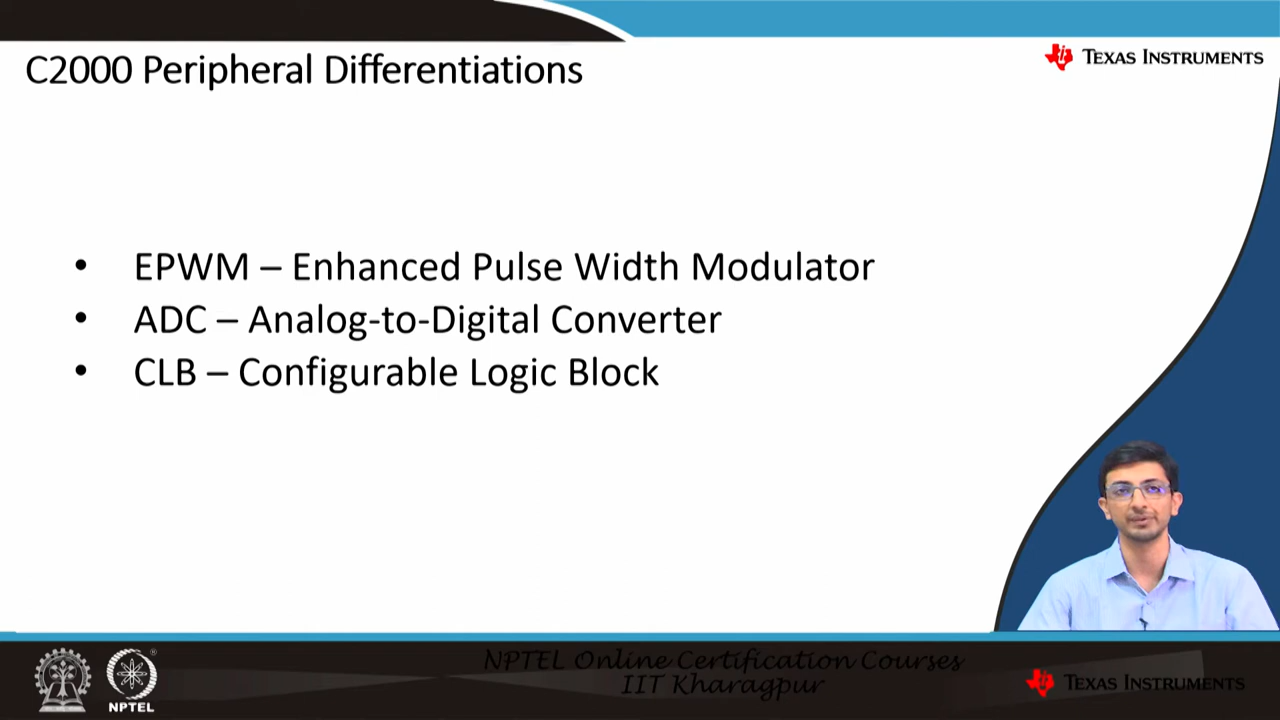 C2000 Peripheral Differentiations
TEXAS INSTRUMENTS
• EPWM – Enhanced Pulse Width Modulator
• ADC – Analog-to-Digital Converter
• CLB – Configurable Logic Block
NPTEL Online Certification Courses
IIT Kharagpur
NPTEL
TEXAS INSTRUMENTS